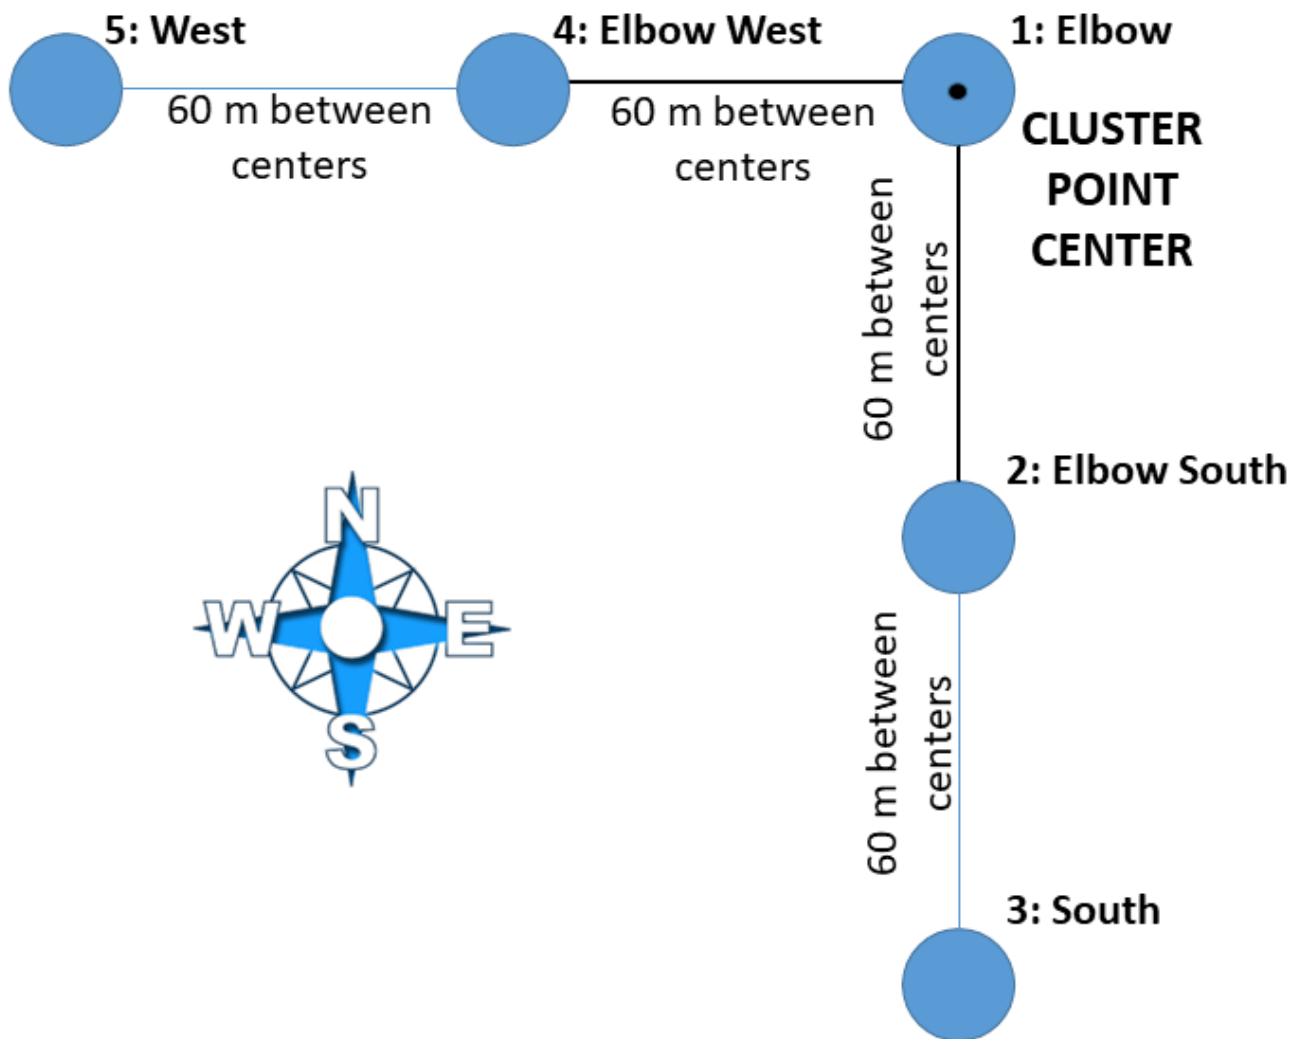 5: West
4: Elbow West
1: Elbow
60 m between
centers
60 m between
centers
CLUSTER
POINT
CENTER
60 m between
centers
2: Elbow South
N
W
E
S
60 m between
centers
3: South